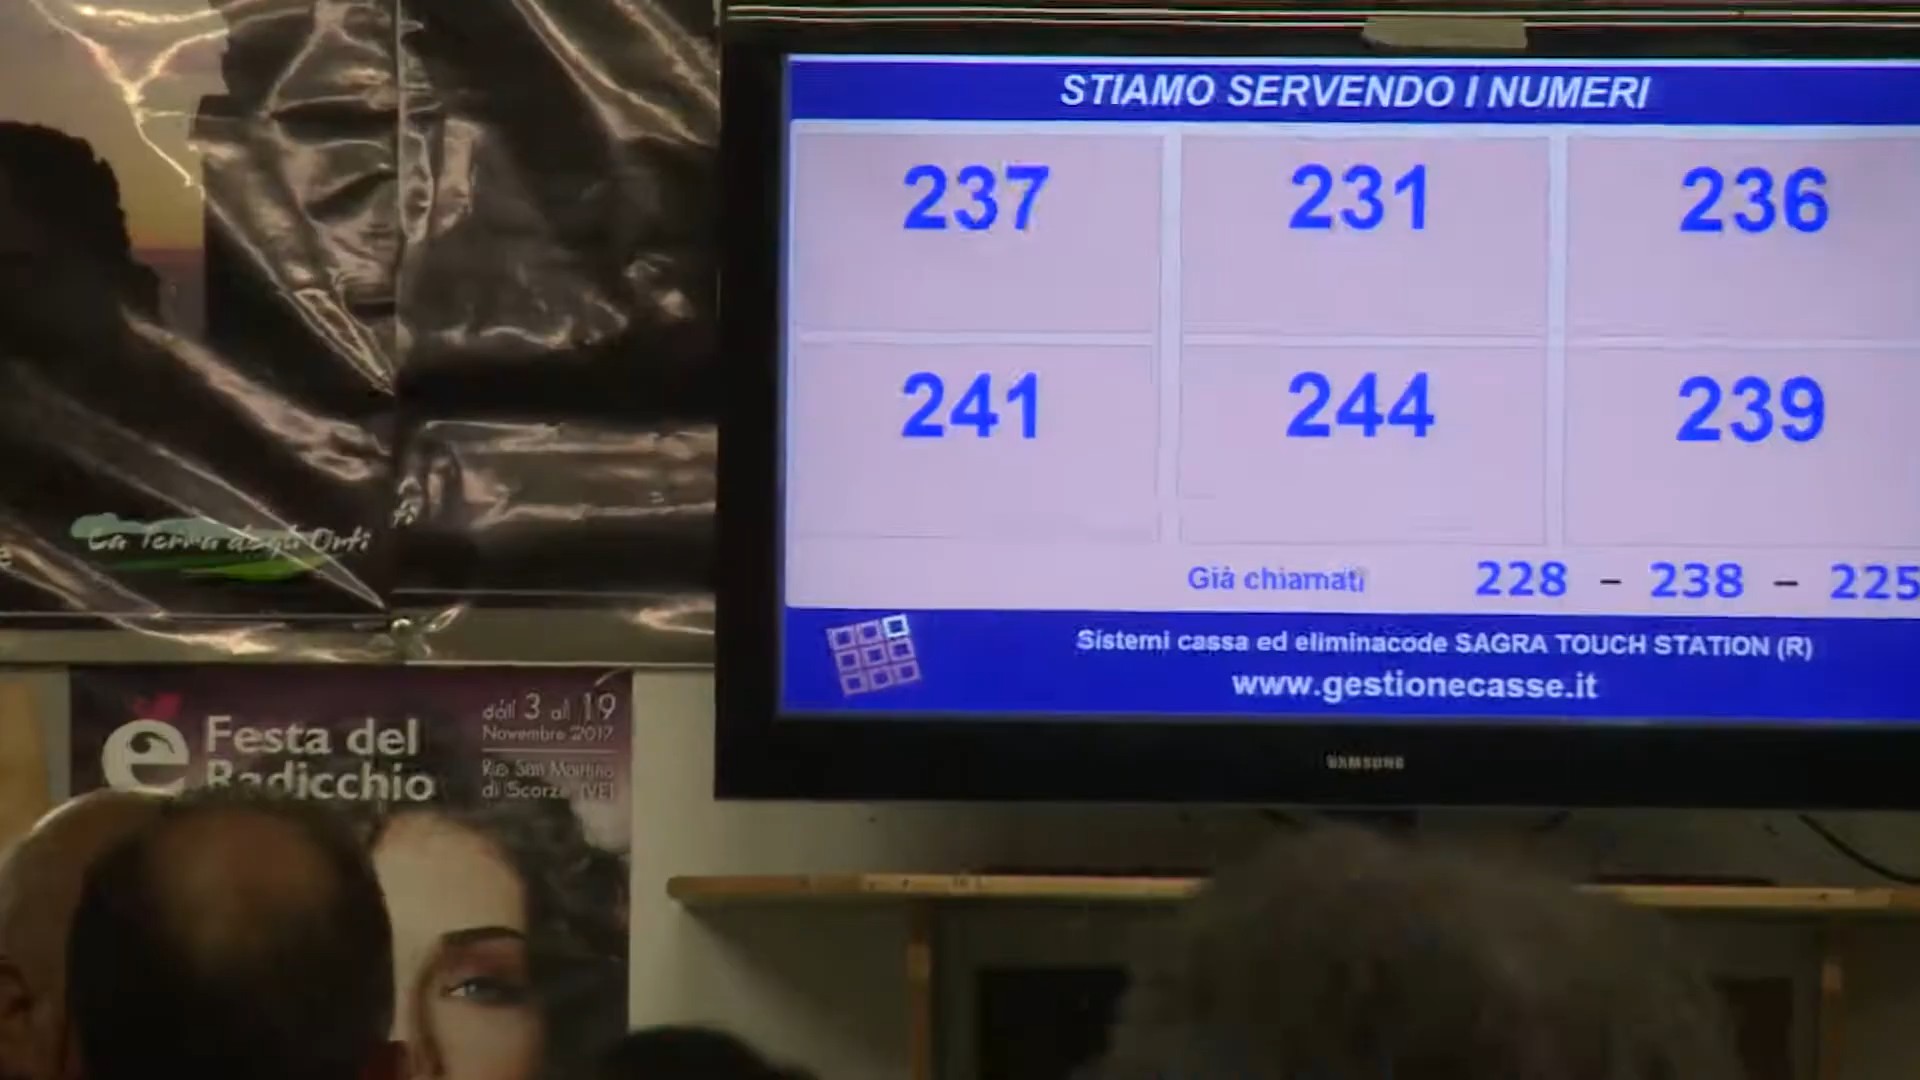 STIAMO SERVENDO I NUMERI
237 231 236
241 244 239
Già chiamati 228 - 238 - 225
Sistemi cassa ed eliminacode SAGRA TOUCH STATION (R)
www.gestionecasse.it
SAMSUNG
La Terra degli Orti
è Festa del
Radicchio
dal 3 al 19
Novembre 2017
Rio San Martino
di Scorzè (VE)